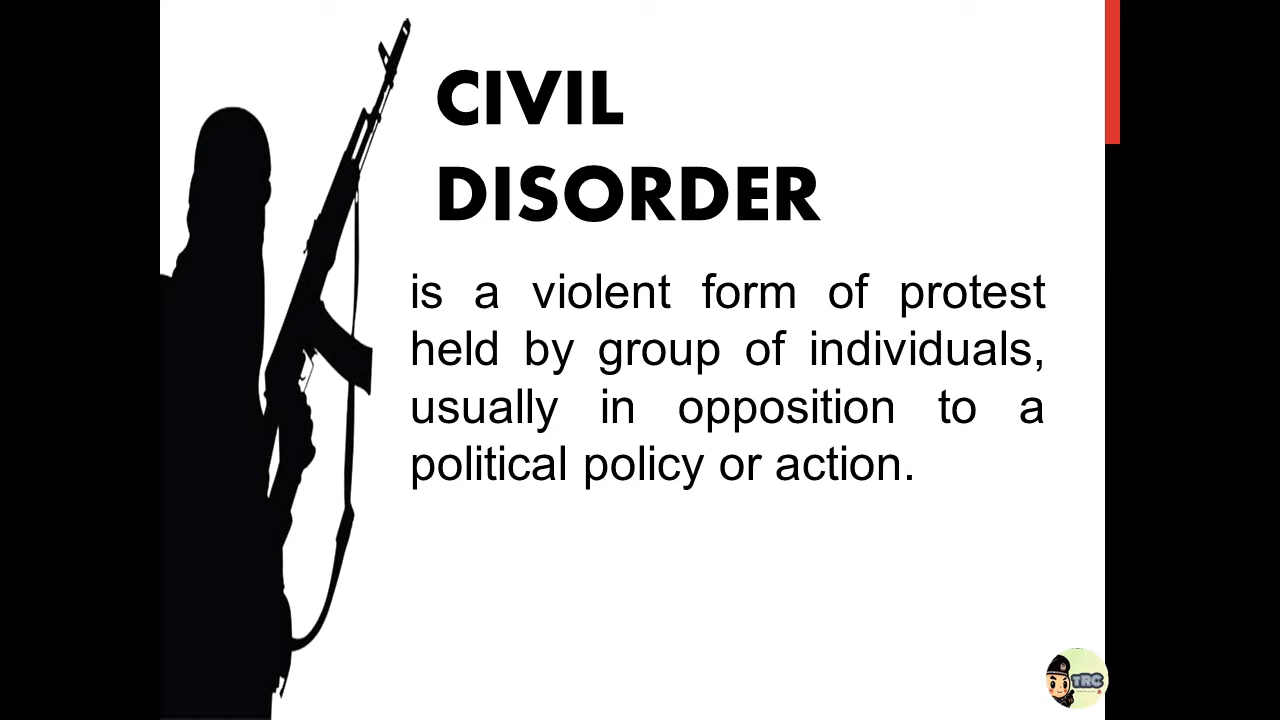 CIVIL
DISORDER
is a violent form of protest
held by group of individuals,
usually in opposition to a
political policy or action.
TRC